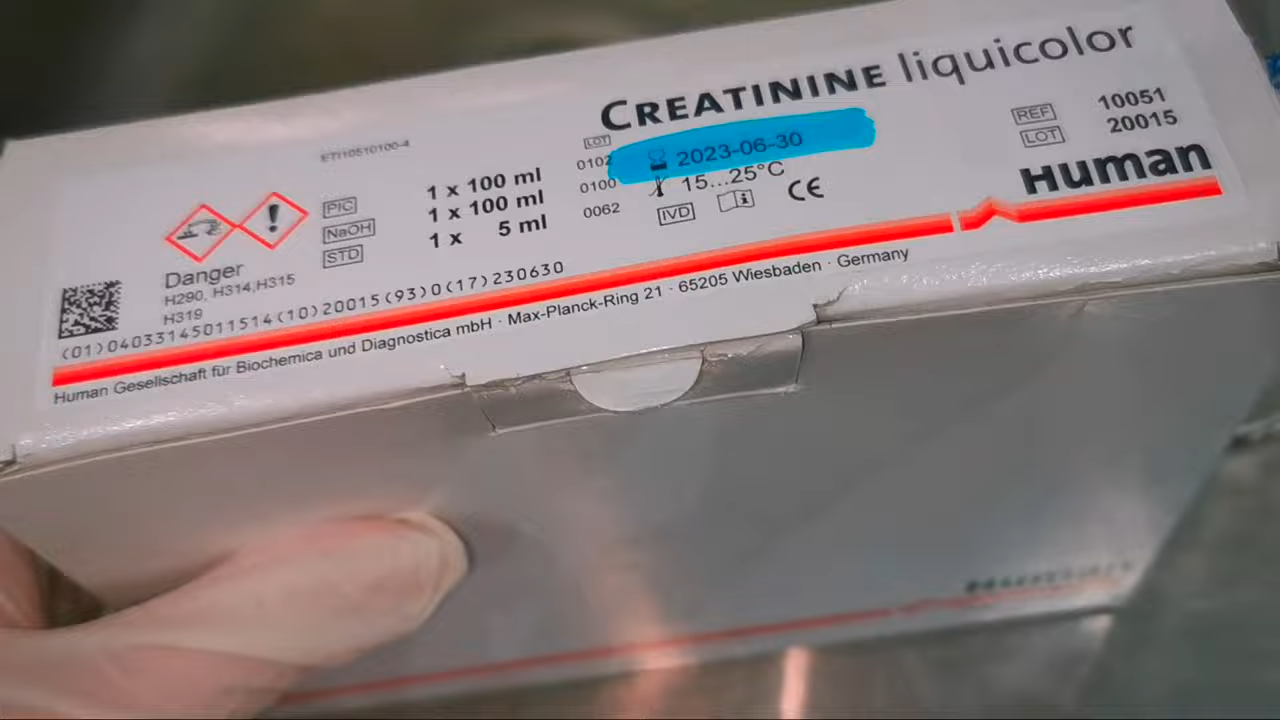 CREATININE liquicolor
ETI10510100-4
LOT
REF 10051
LOT 20015
PIC 1 x 100 ml 0102
NaOH 1 x 100 ml 0100
STD 1 x 5 ml 0062
2023-06-30
15...25°C
IVD
CE
Human
Danger
H290, H314,H315
H319
(01)04033145011514(10)20015(93)0(17)230630
Human Gesellschaft für Biochemica und Diagnostica mbH · Max-Planck-Ring 21 · 65205 Wiesbaden · Germany
Human